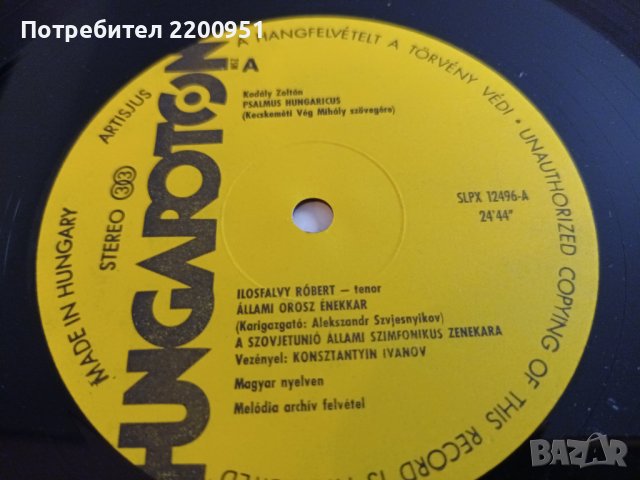 Потребител 2200951
A HANGFELVÉTELT A TÖRVÉNY VÉDI • UNAUTHORIZED COPYING OF THIS RECORD IS
MADE IN HUNGARY
STEREO 33
ARTISJUS
HUNGAROTON
MSZ
A
Kodály Zoltán
PSALMUS HUNGARICUS
(Kecskeméti Vég Mihály szövegére)
SLPX 12496-A
24'44"
ILOSFALVY RÓBERT — tenor
ÁLLAMI OROSZ ÉNEKKAR
(Karigazgató: Alekszandr Szvjesnyikov)
A SZOVJETUNIÓ ÁLLAMI SZIMFONIKUS ZENEKARA
Vezényel: KONSZTANTYIN IVANOV
Magyar nyelven
Melódia archív felvétel
BAZAR